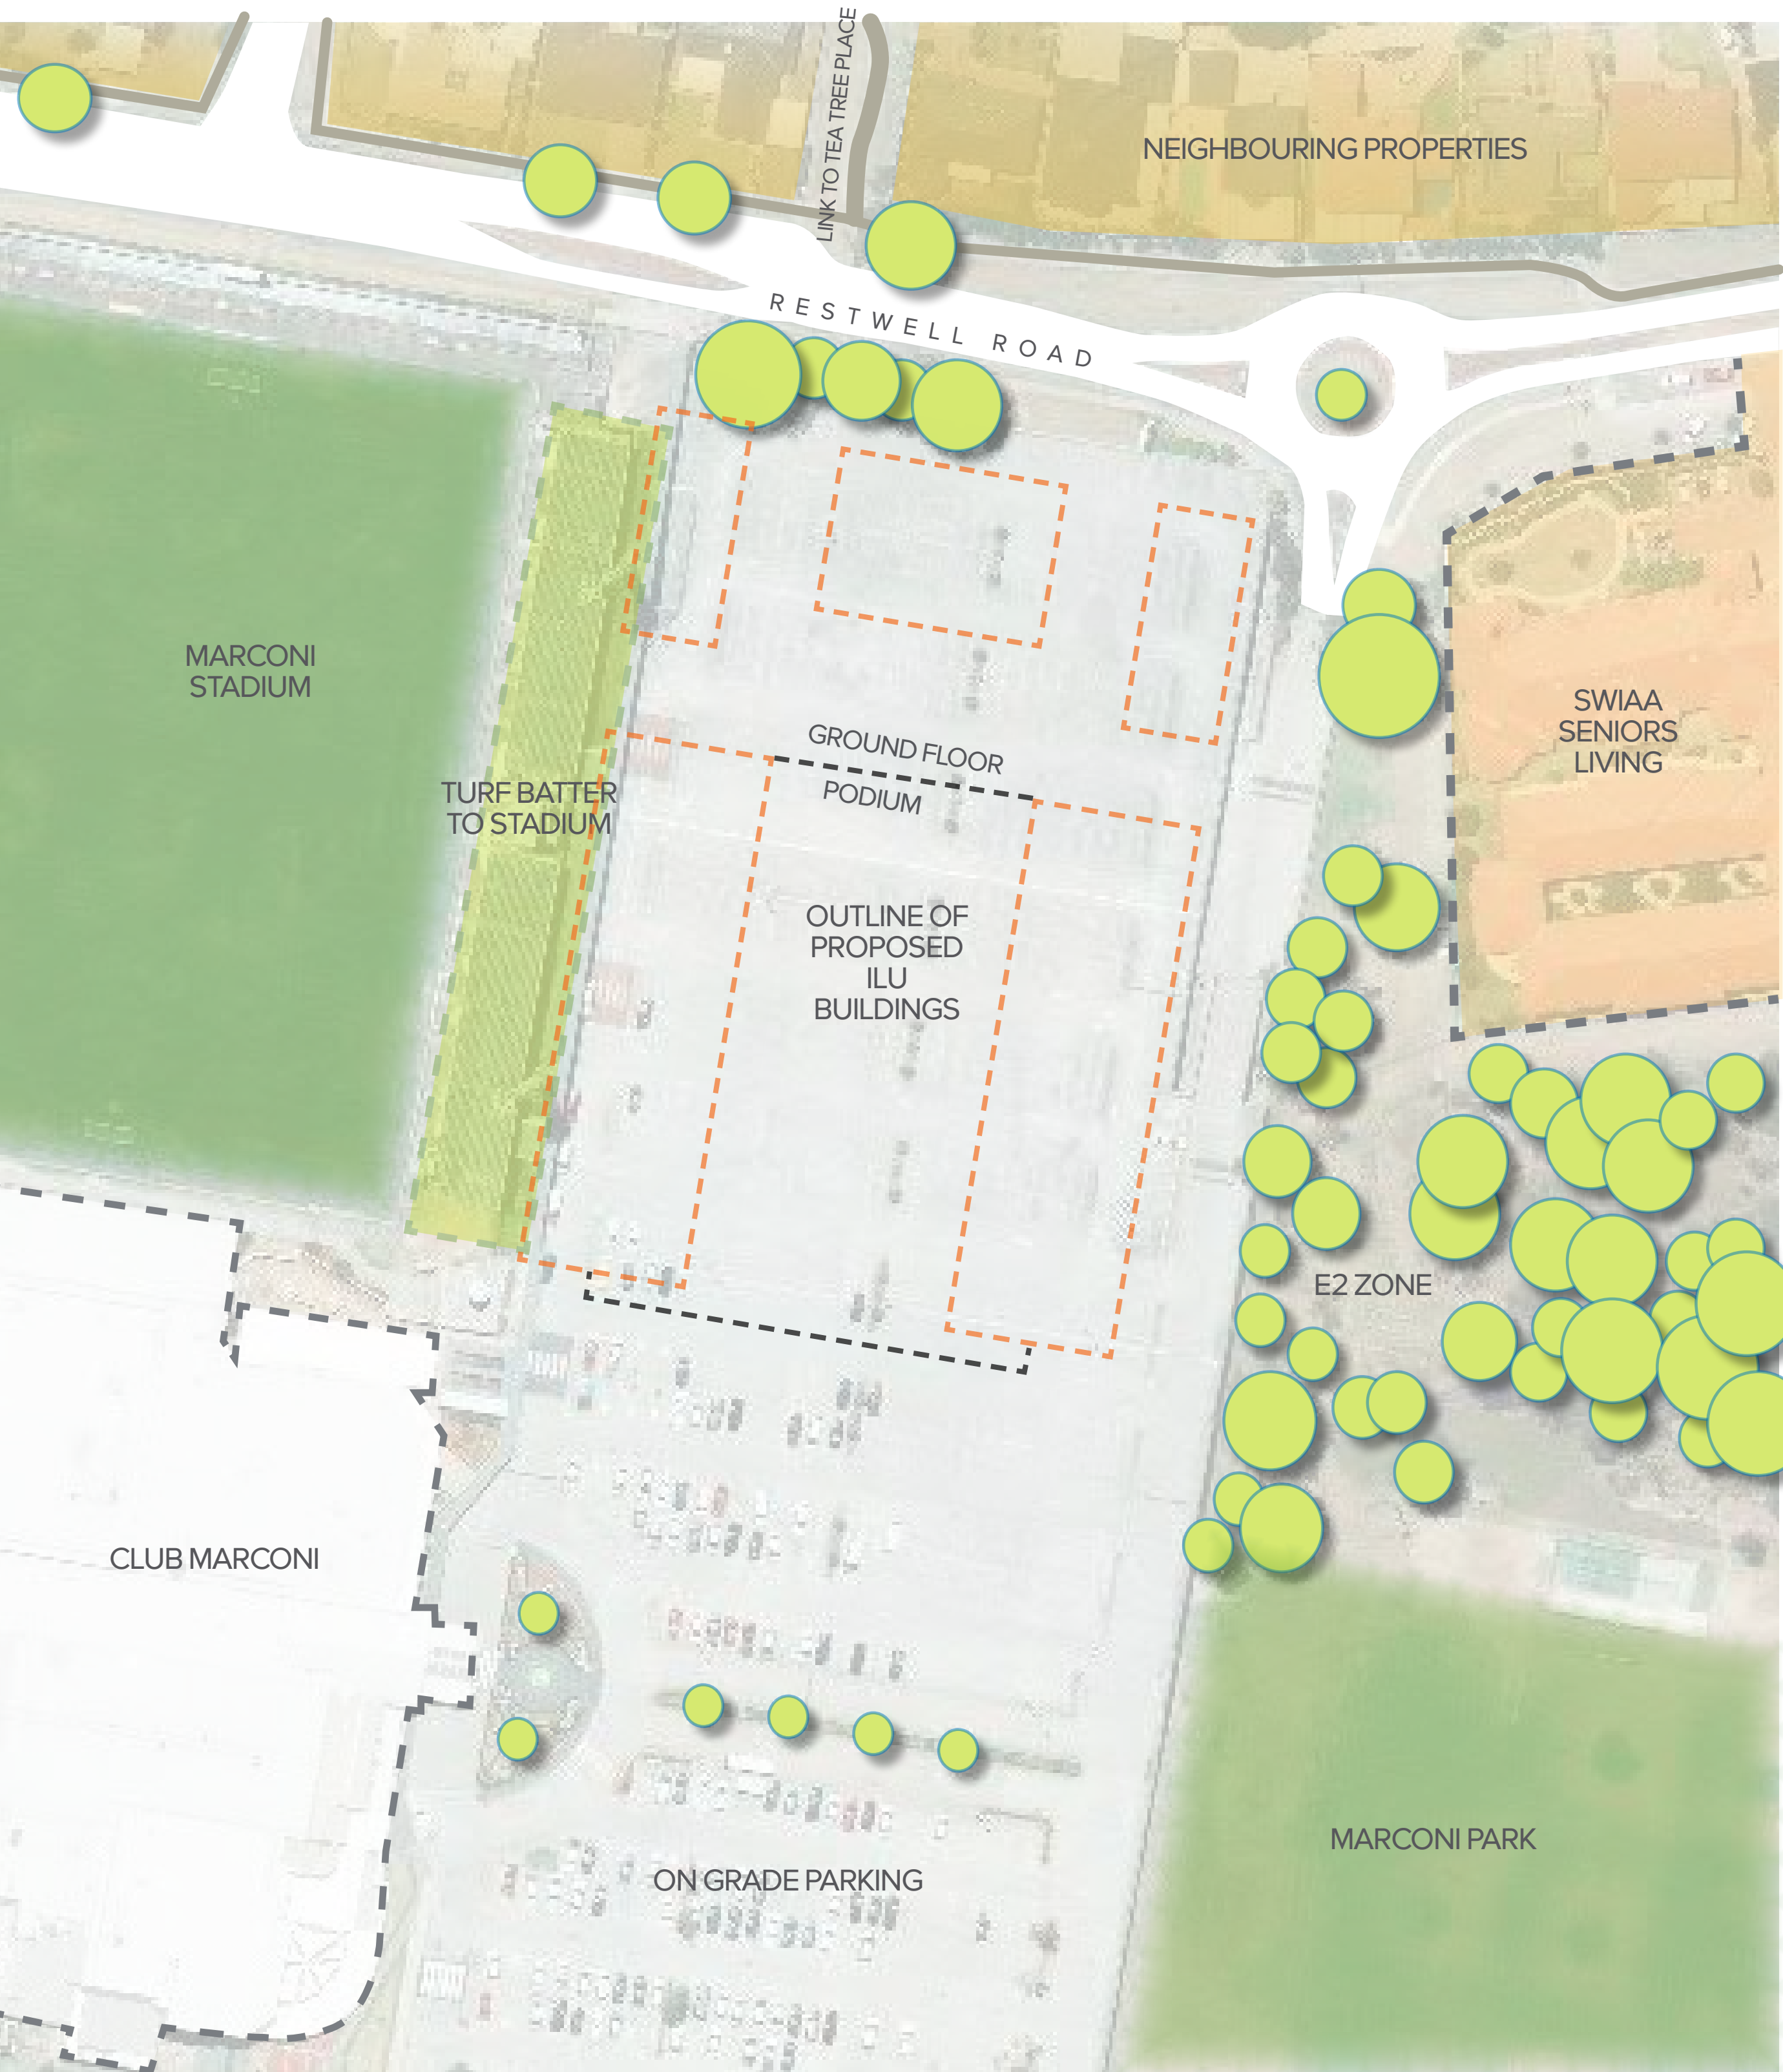 LINK TO TEA TREE PLACE
NEIGHBOURING PROPERTIES
RESTWELL ROAD
MARCONI
STADIUM
SWIAA
SENIORS
LIVING
GROUND FLOOR
PODIUM
TURF BATTER
TO STADIUM
OUTLINE OF
PROPOSED
ILU
BUILDINGS
E2 ZONE
CLUB MARCONI
MARCONI PARK
ON GRADE PARKING